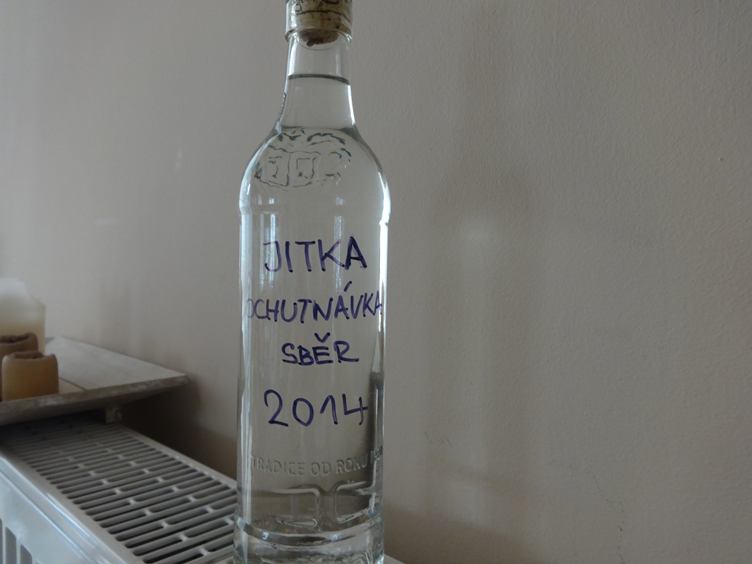 JITKA
OCHUTNÁVKA
SBĚR
2014
TRADICE OD ROKU